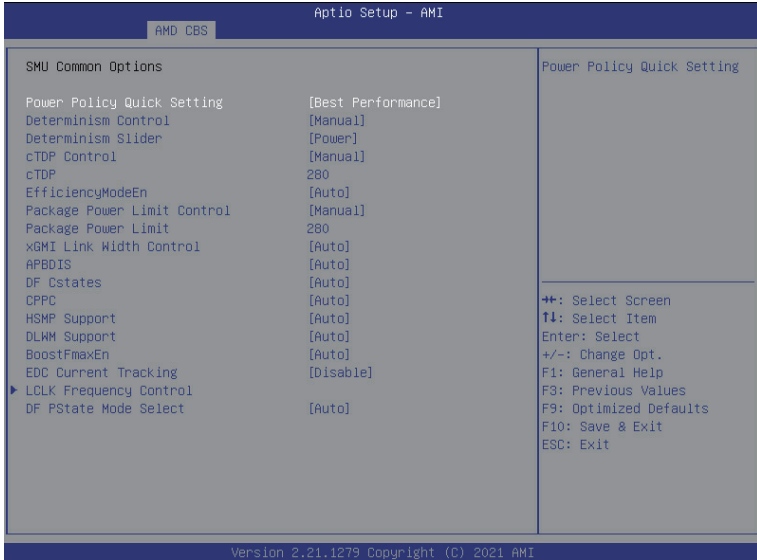 Aptio Setup – AMI
AMD CBS
SMU Common Options
Power Policy Quick Setting [Best Performance]
Determinism Control [Manual]
Determinism Slider [Power]
cTDP Control [Manual]
cTDP 280
EfficiencyModeEn [Auto]
Package Power Limit Control [Manual]
Package Power Limit 280
xGMI Link Width Control [Auto]
APBDIS [Auto]
DF Cstates [Auto]
CPPC [Auto]
HSMP Support [Auto]
DLWM Support [Auto]
BoostFmaxEn [Auto]
EDC Current Tracking [Disable]
LCLK Frequency Control
DF PState Mode Select [Auto]
Power Policy Quick Setting
→←: Select Screen
↑↓: Select Item
Enter: Select
+/-: Change Opt.
F1: General Help
F3: Previous Values
F9: Optimized Defaults
F10: Save & Exit
ESC: Exit
Version 2.21.1279 Copyright (C) 2021 AMI